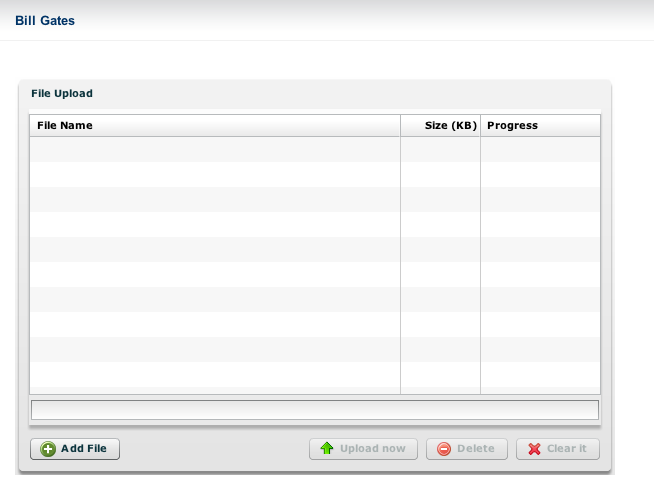 Bill Gates
File Upload
File Name Size (KB) Progress
Add File Upload now Delete Clear it